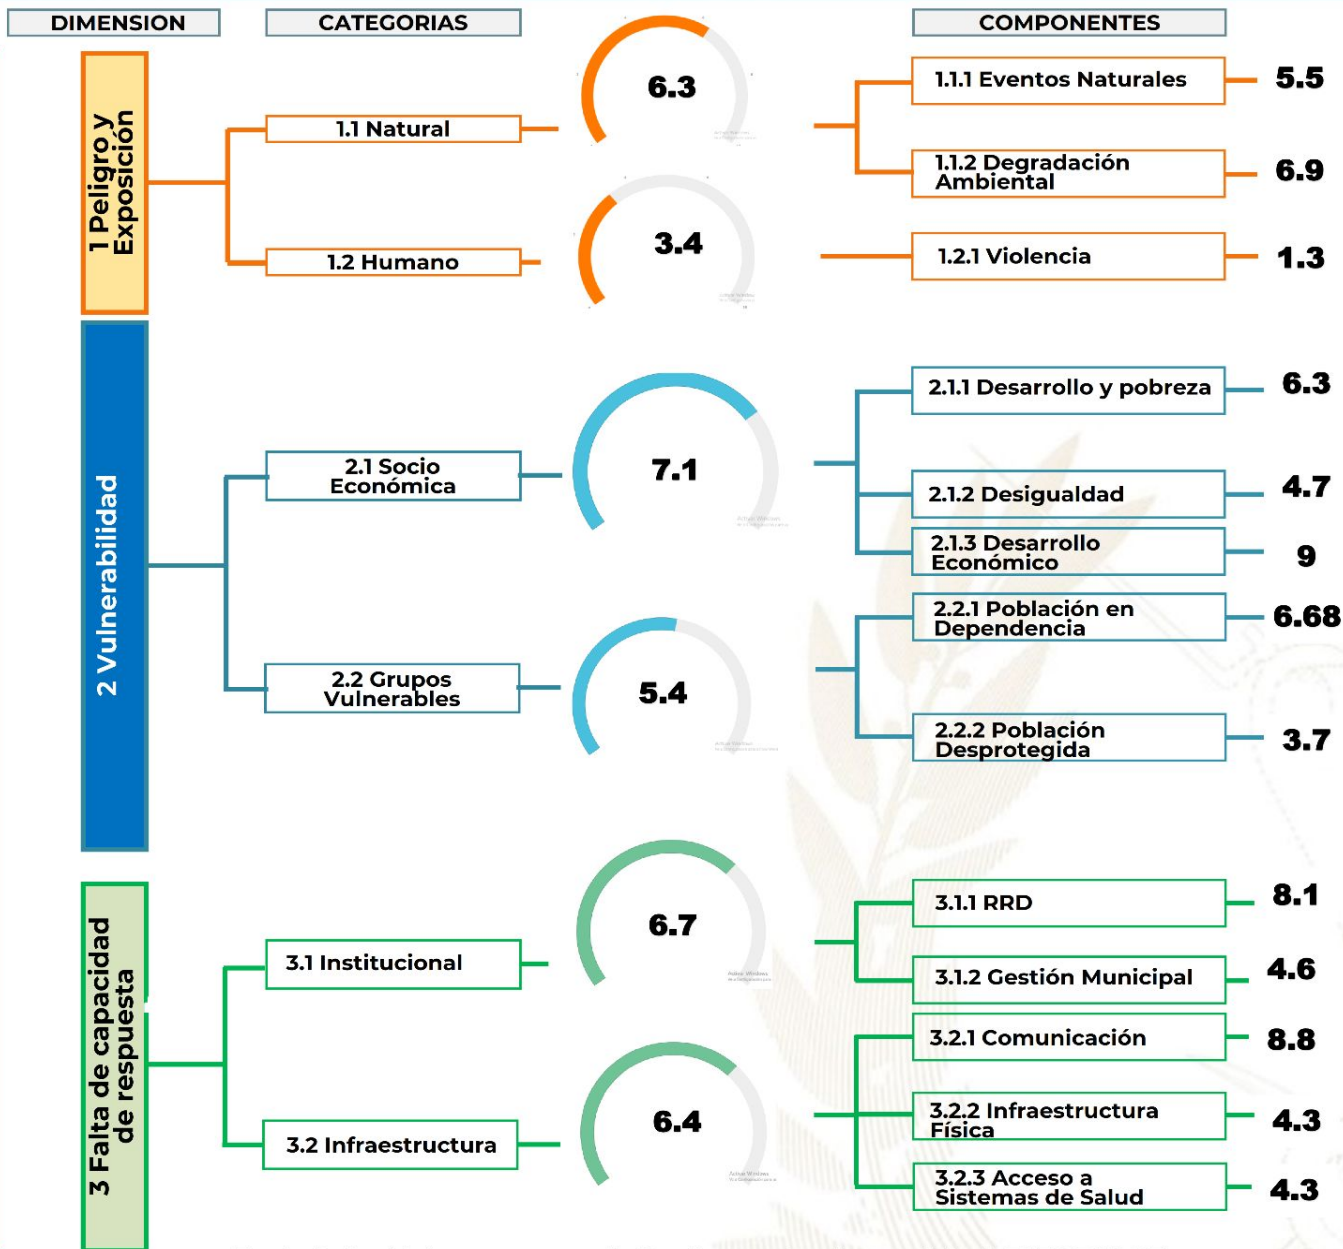 DIMENSION
CATEGORIAS
COMPONENTES
1 Peligro y
Exposición
1.1 Natural
6.3
1.1.1 Eventos Naturales
5.5
1.1.2 Degradación
Ambiental
6.9
1.2 Humano
3.4
1.2.1 Violencia
1.3
2 Vulnerabilidad
2.1 Socio
Económica
7.1
2.1.1 Desarrollo y pobreza
6.3
2.1.2 Desigualdad
4.7
2.1.3 Desarrollo
Económico
9
2.2 Grupos
Vulnerables
5.4
2.2.1 Población en
Dependencia
6.68
2.2.2 Población
Desprotegida
3.7
3 Falta de capacidad
de respuesta
3.1 Institucional
6.7
3.1.1 RRD
8.1
3.1.2 Gestión Municipal
4.6
3.2 Infraestructura
6.4
3.2.1 Comunicación
8.8
3.2.2 Infraestructura
Física
4.3
3.2.3 Acceso a
Sistemas de Salud
4.3